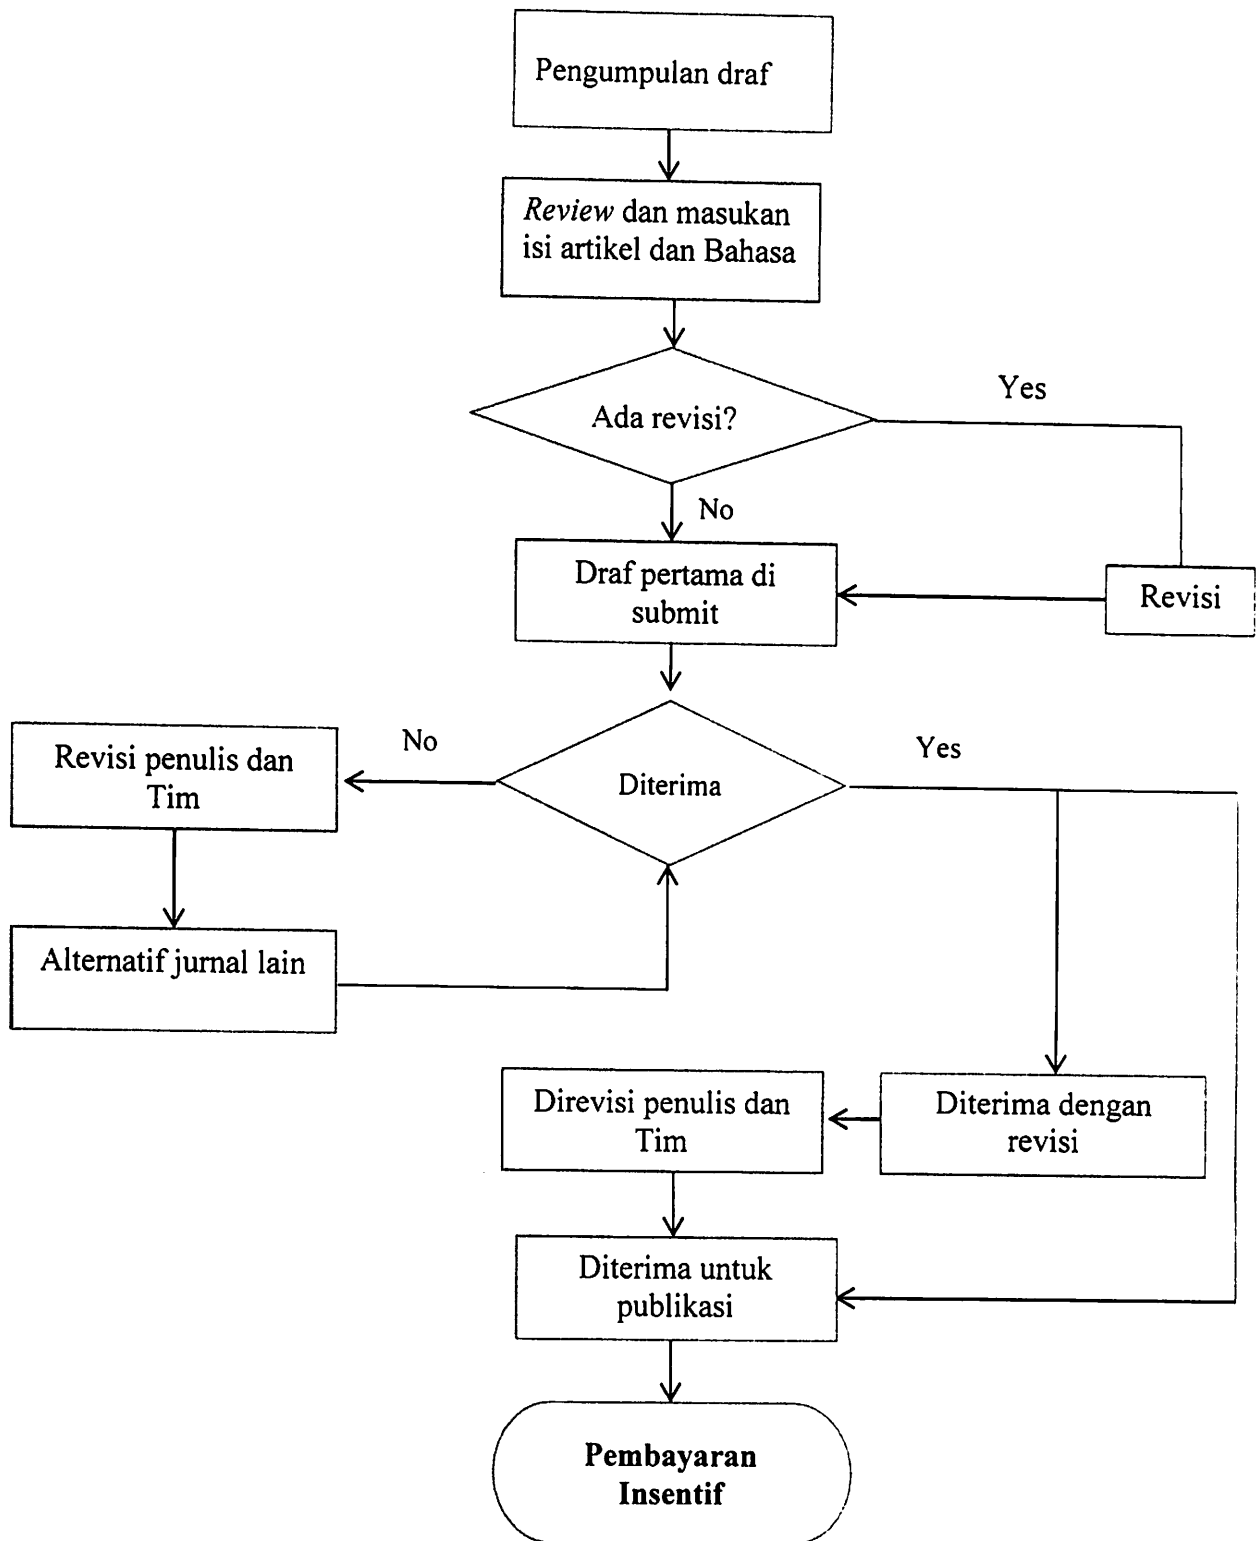 Pengumpulan draf
Review dan masukan
isi artikel dan Bahasa
Ada revisi?
Yes
No
Draf pertama di
submit
Revisi
Revisi penulis dan
Tim
No
Diterima
Yes
Alternatif jurnal lain
Direvisi penulis dan
Tim
Diterima dengan
revisi
Diterima untuk
publikasi
Pembayaran
Insentif